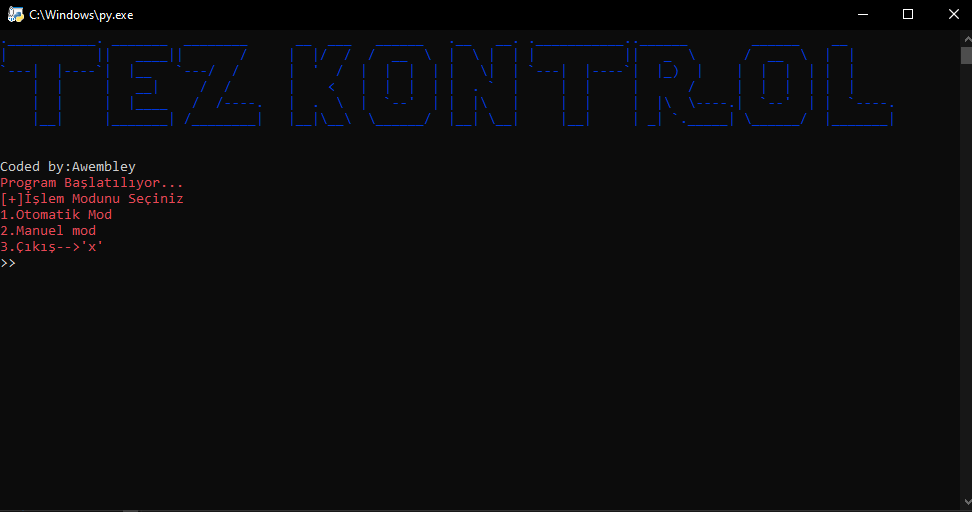 C:\Windows\py.exe
TEZ KONTROL
Coded by:Awembley
Program Başlatılıyor...
[+]İşlem Modunu Seçiniz
1.Otomatik Mod
2.Manuel mod
3.Çıkış-->'x'
>>